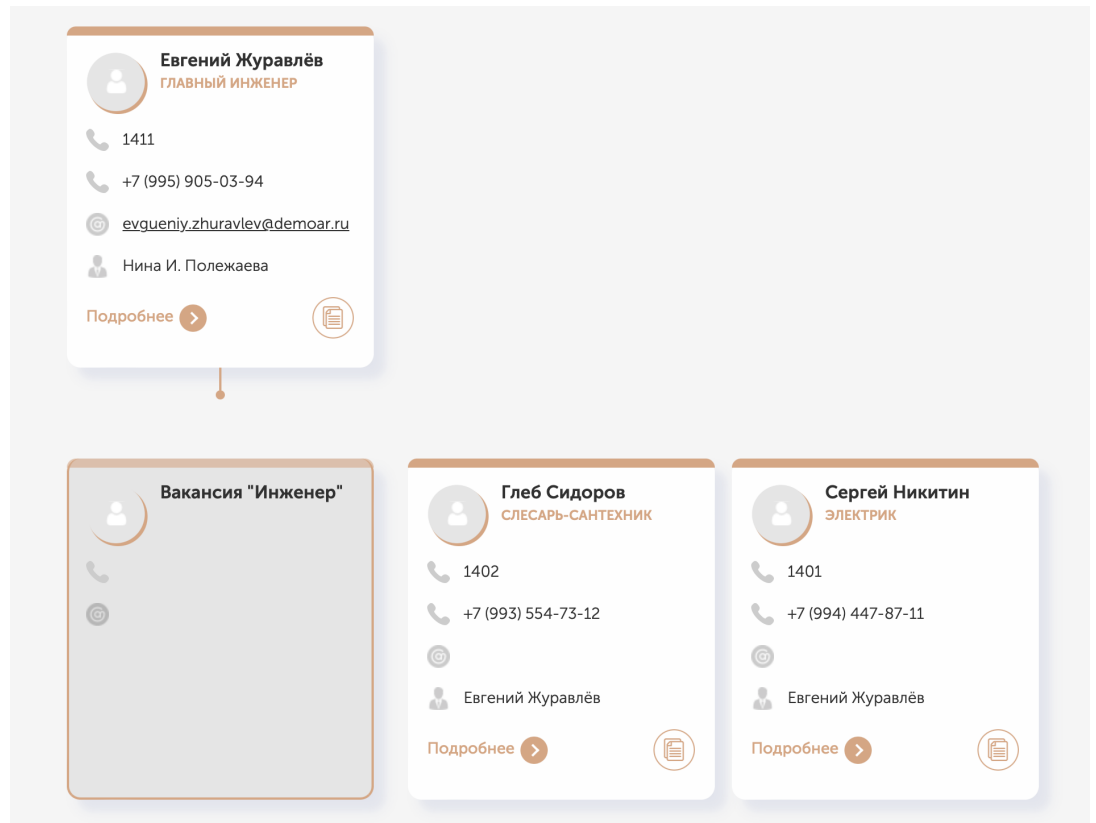 Евгений Журавлёв
ГЛАВНЫЙ ИНЖЕНЕР
1411
+7 (995) 905-03-94
evgueniy.zhuravlev@demoar.ru
Нина И. Полежаева
Подробнее
Вакансия "Инженер"
Глеб Сидоров
СЛЕСАРЬ-САНТЕХНИК
1402
+7 (993) 554-73-12
Евгений Журавлёв
Подробнее
Сергей Никитин
ЭЛЕКТРИК
1401
+7 (994) 447-87-11
Евгений Журавлёв
Подробнее